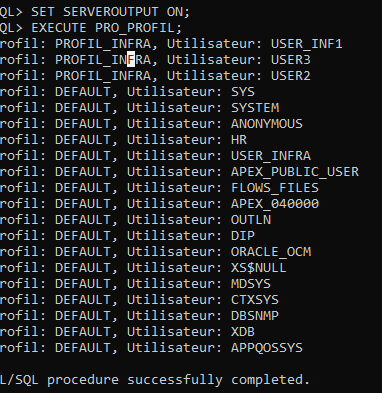 QL> SET SERVEROUTPUT ON;
QL> EXECUTE PRO_PROFIL;
rofil: PROFIL_INFRA, Utilisateur: USER_INF1
rofil: PROFIL_INFRA, Utilisateur: USER3
rofil: PROFIL_INFRA, Utilisateur: USER2
rofil: DEFAULT, Utilisateur: SYS
rofil: DEFAULT, Utilisateur: SYSTEM
rofil: DEFAULT, Utilisateur: ANONYMOUS
rofil: DEFAULT, Utilisateur: HR
rofil: DEFAULT, Utilisateur: USER_INFRA
rofil: DEFAULT, Utilisateur: APEX_PUBLIC_USER
rofil: DEFAULT, Utilisateur: FLOWS_FILES
rofil: DEFAULT, Utilisateur: APEX_040000
rofil: DEFAULT, Utilisateur: OUTLN
rofil: DEFAULT, Utilisateur: DIP
rofil: DEFAULT, Utilisateur: ORACLE_OCM
rofil: DEFAULT, Utilisateur: XS$NULL
rofil: DEFAULT, Utilisateur: MDSYS
rofil: DEFAULT, Utilisateur: CTXSYS
rofil: DEFAULT, Utilisateur: DBSNMP
rofil: DEFAULT, Utilisateur: XDB
rofil: DEFAULT, Utilisateur: APPQOSSYS
L/SQL procedure successfully completed.